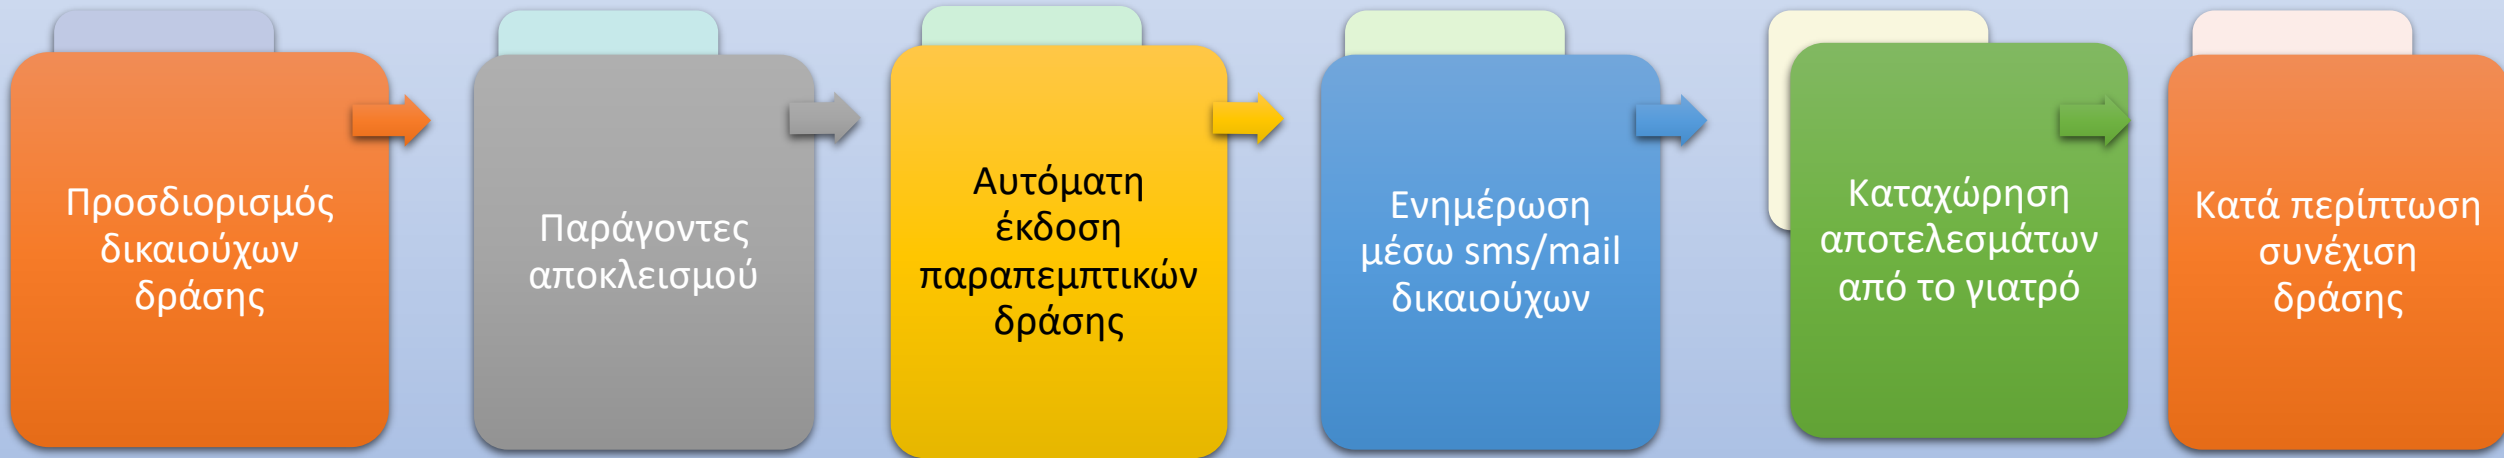 Προσδιορισμός
δικαιούχων
δράσης
Παράγοντες
αποκλεισμού
Αυτόματη
έκδοση
παραπεμπτικών
δράσης
Ενημέρωση
μέσω sms/mail
δικαιούχων
Καταχώρηση
αποτελεσμάτων
από το γιατρό
Κατά περίπτωση
συνέχιση
δράσης